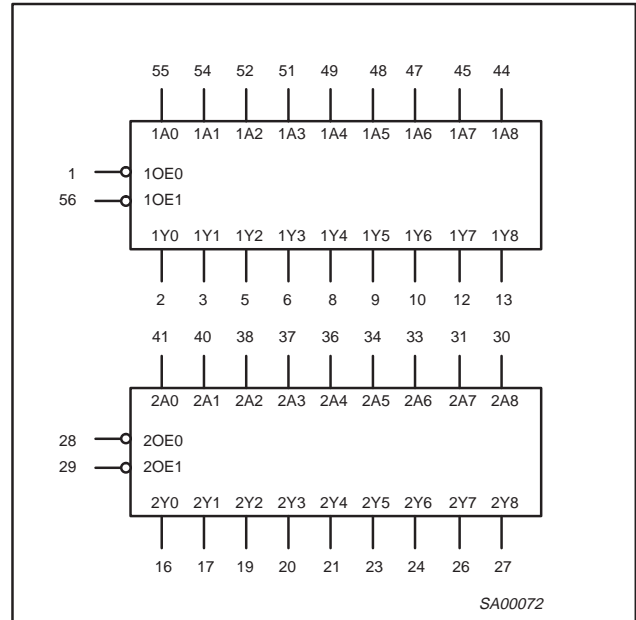 55 54 52 51 49 48 47 45 44
1A0 1A1 1A2 1A3 1A4 1A5 1A6 1A7 1A8
1 1OE0
56 1OE1
1Y0 1Y1 1Y2 1Y3 1Y4 1Y5 1Y6 1Y7 1Y8
2 3 5 6 8 9 10 12 13
41 40 38 37 36 34 33 31 30
2A0 2A1 2A2 2A3 2A4 2A5 2A6 2A7 2A8
28 2OE0
29 2OE1
2Y0 2Y1 2Y2 2Y3 2Y4 2Y5 2Y6 2Y7 2Y8
16 17 19 20 21 23 24 26 27
SA00072